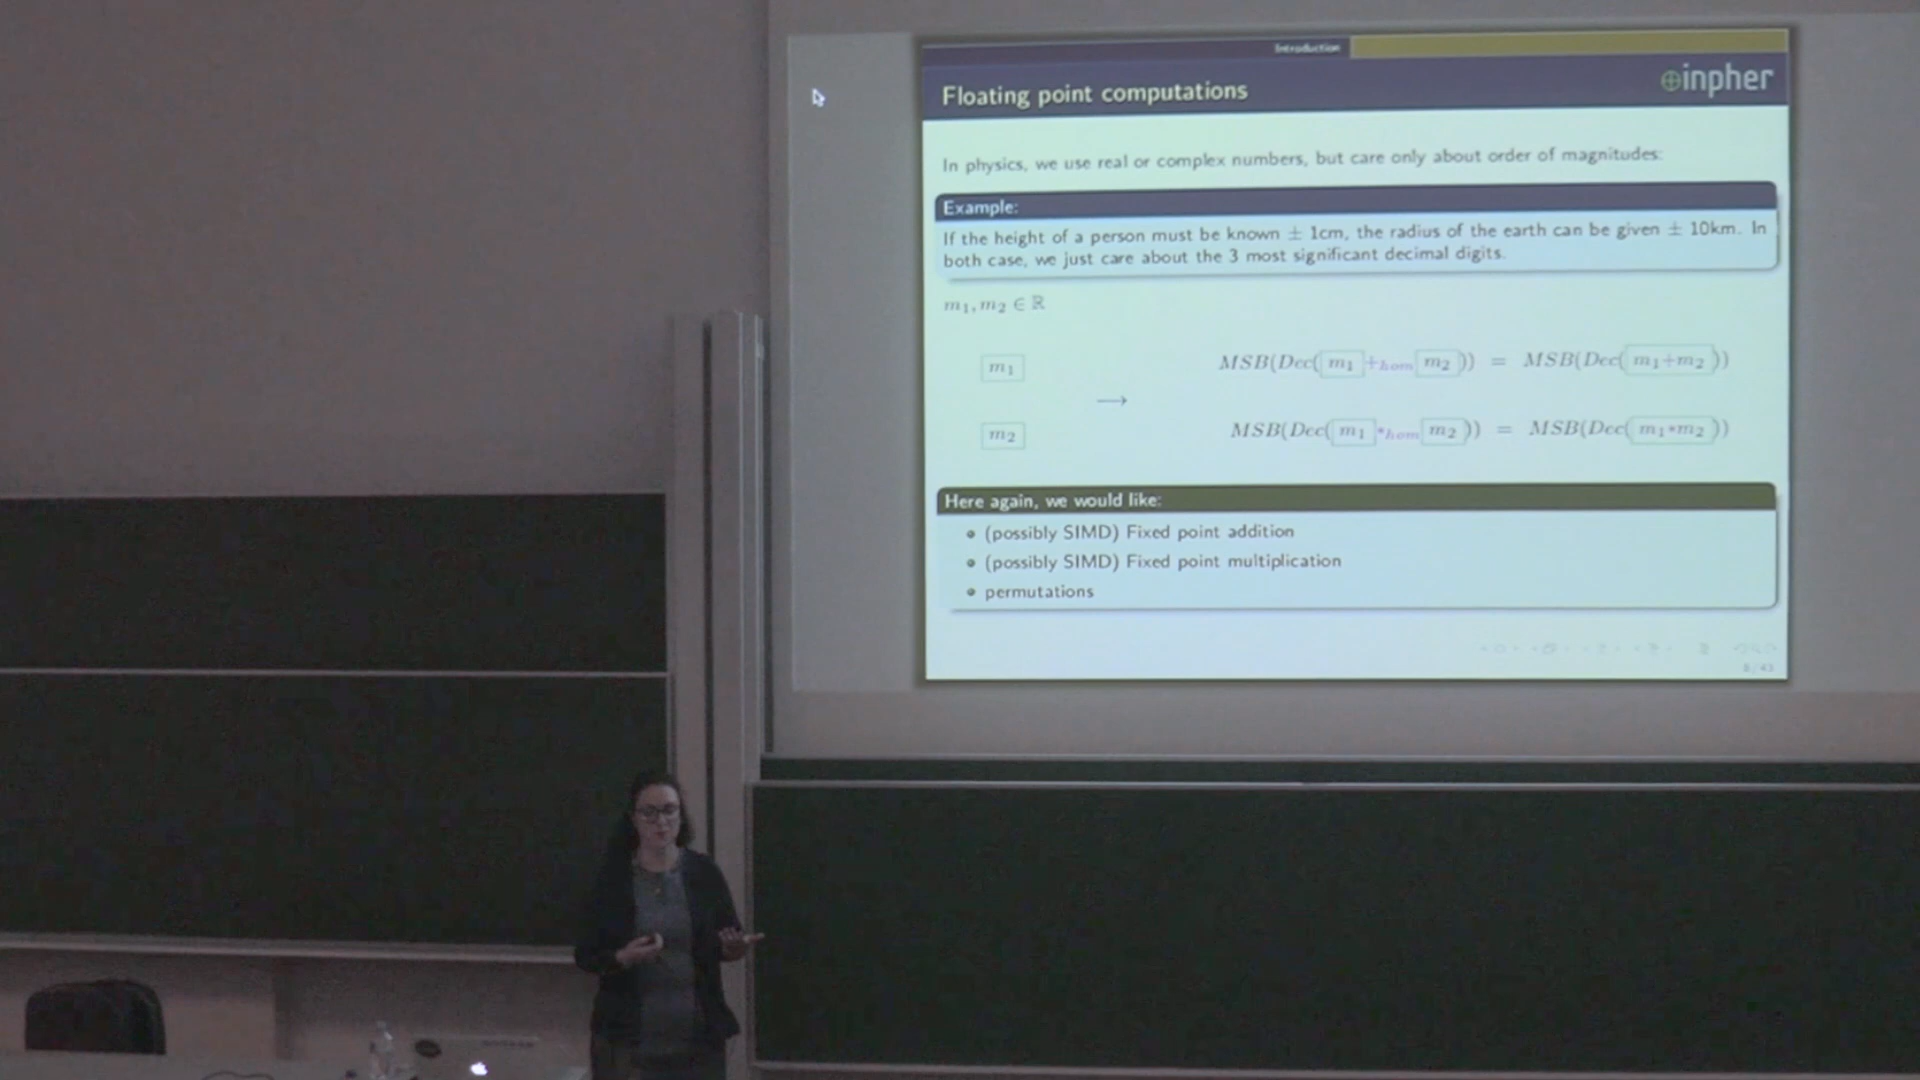 Introduction
Floating point computations
inpher
In physics, we use real or complex numbers, but care only about order of magnitudes:
Example:
If the height of a person must be known ± 1cm, the radius of the earth can be given ± 10km. In
both case, we just care about the 3 most significant decimal digits.
m₁, m₂ ∈ ℝ
m₁
MSB(Dec( m₁ +hom m₂ )) = MSB(Dec( m₁+m₂ ))
⟶
m₂
MSB(Dec( m₁ *hom m₂ )) = MSB(Dec( m₁*m₂ ))
Here again, we would like:
• (possibly SIMD) Fixed point addition
• (possibly SIMD) Fixed point multiplication
• permutations